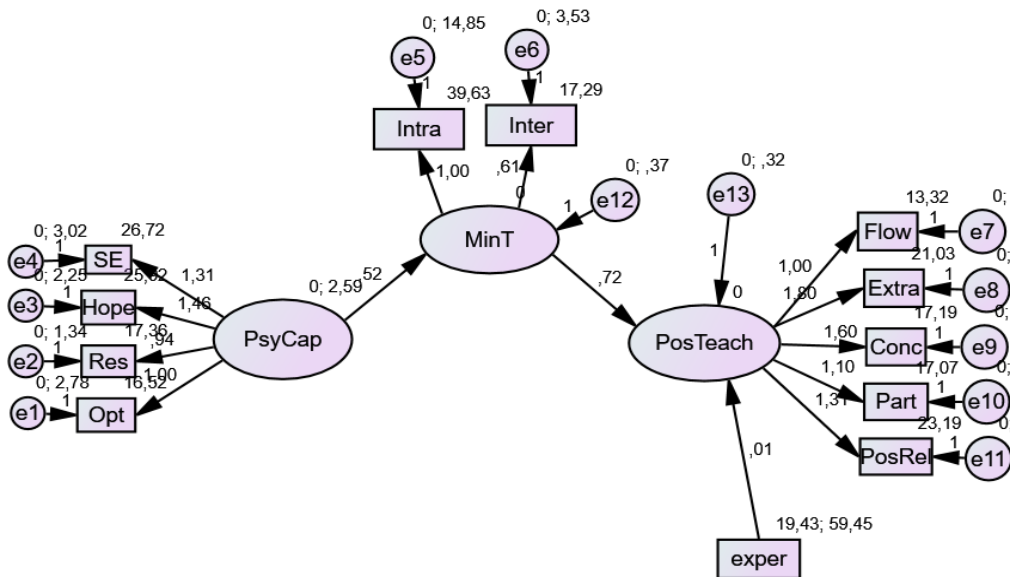 0; 14,85
e5
1
39,63
Intra
1,00
0; 3,53
e6
1
17,29
Inter
,61
0
MinT
0; ,37
e12
1
0; ,32
e13
1
0
PosTeach
,52
,72
0; 3,02
e4
1
26,72
SE
1,31
0; 2,25
e3
1
Hope
1,46
0; 1,34
e2
1
17,36
Res
,94
0; 2,78
e1
1
16,52
Opt
1,00
0; 2,59
PsyCap
13,32
Flow
1
e7
0;
1,00
21,03
Extra
1
e8
0;
1,80
17,19
Conc
1
e9
0;
1,60
17,07
Part
1
e10
0;
1,10
23,19
PosRel
1
e11
0;
1,31
,01
19,43; 59,45
exper